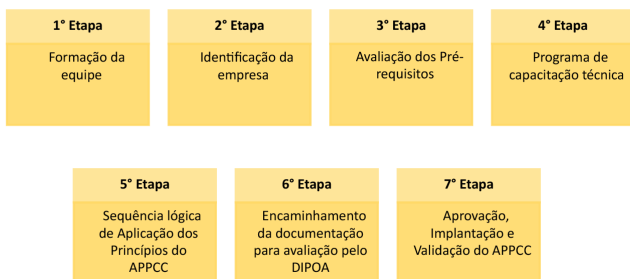 1° Etapa
Formação da
equipe
2° Etapa
Identificação da
empresa
3° Etapa
Avaliação dos Pré-
requisitos
4° Etapa
Programa de
capacitação técnica
5° Etapa
Sequência lógica
de Aplicação dos
Princípios do
APPCC
6° Etapa
Encaminhamento
da documentação
para avaliação pelo
DIPOA
7° Etapa
Aprovação,
Implantação e
Validação do APPCC